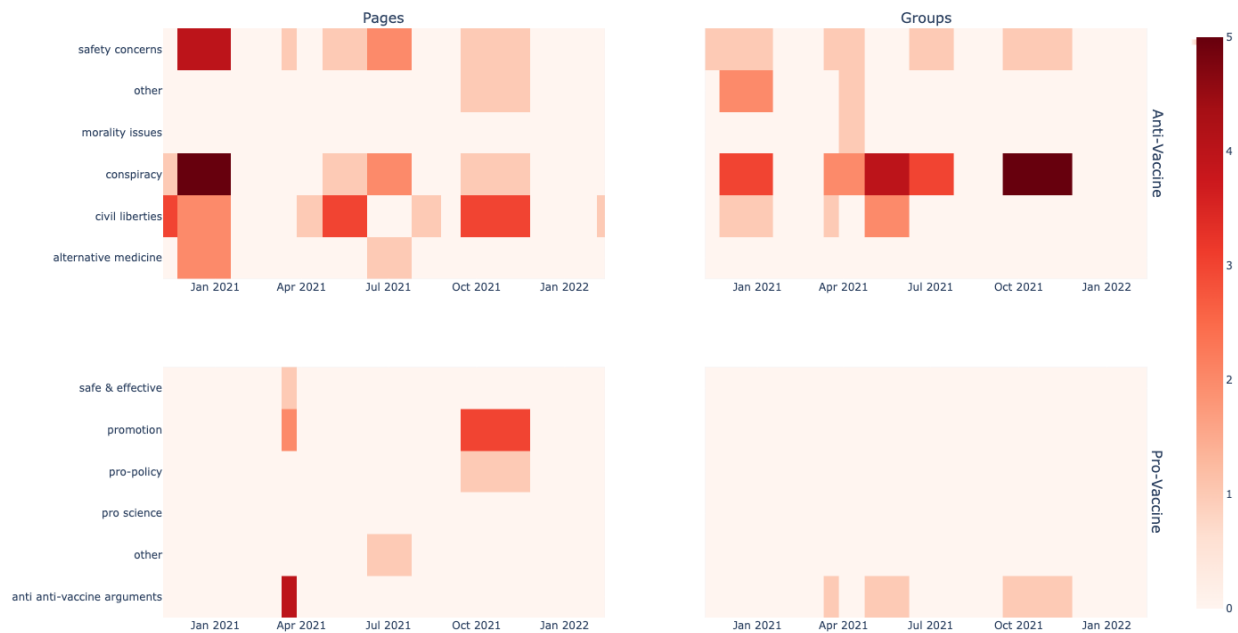 Pages
Groups
safety concerns
other
morality issues
conspiracy
civil liberties
alternative medicine
Anti-Vaccine
Jan 2021 Apr 2021 Jul 2021 Oct 2021 Jan 2022
Jan 2021 Apr 2021 Jul 2021 Oct 2021 Jan 2022
safe & effective
promotion
pro-policy
pro science
other
anti anti-vaccine arguments
Pro-Vaccine
Jan 2021 Apr 2021 Jul 2021 Oct 2021 Jan 2022
Jan 2021 Apr 2021 Jul 2021 Oct 2021 Jan 2022
5
4
3
2
1
0